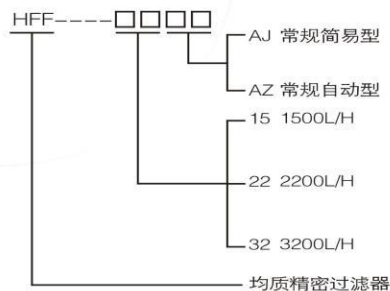 HFF----□□□□
AJ 常规简易型
AZ 常规自动型
15 1500L/H
22 2200L/H
32 3200L/H
均质精密过滤器